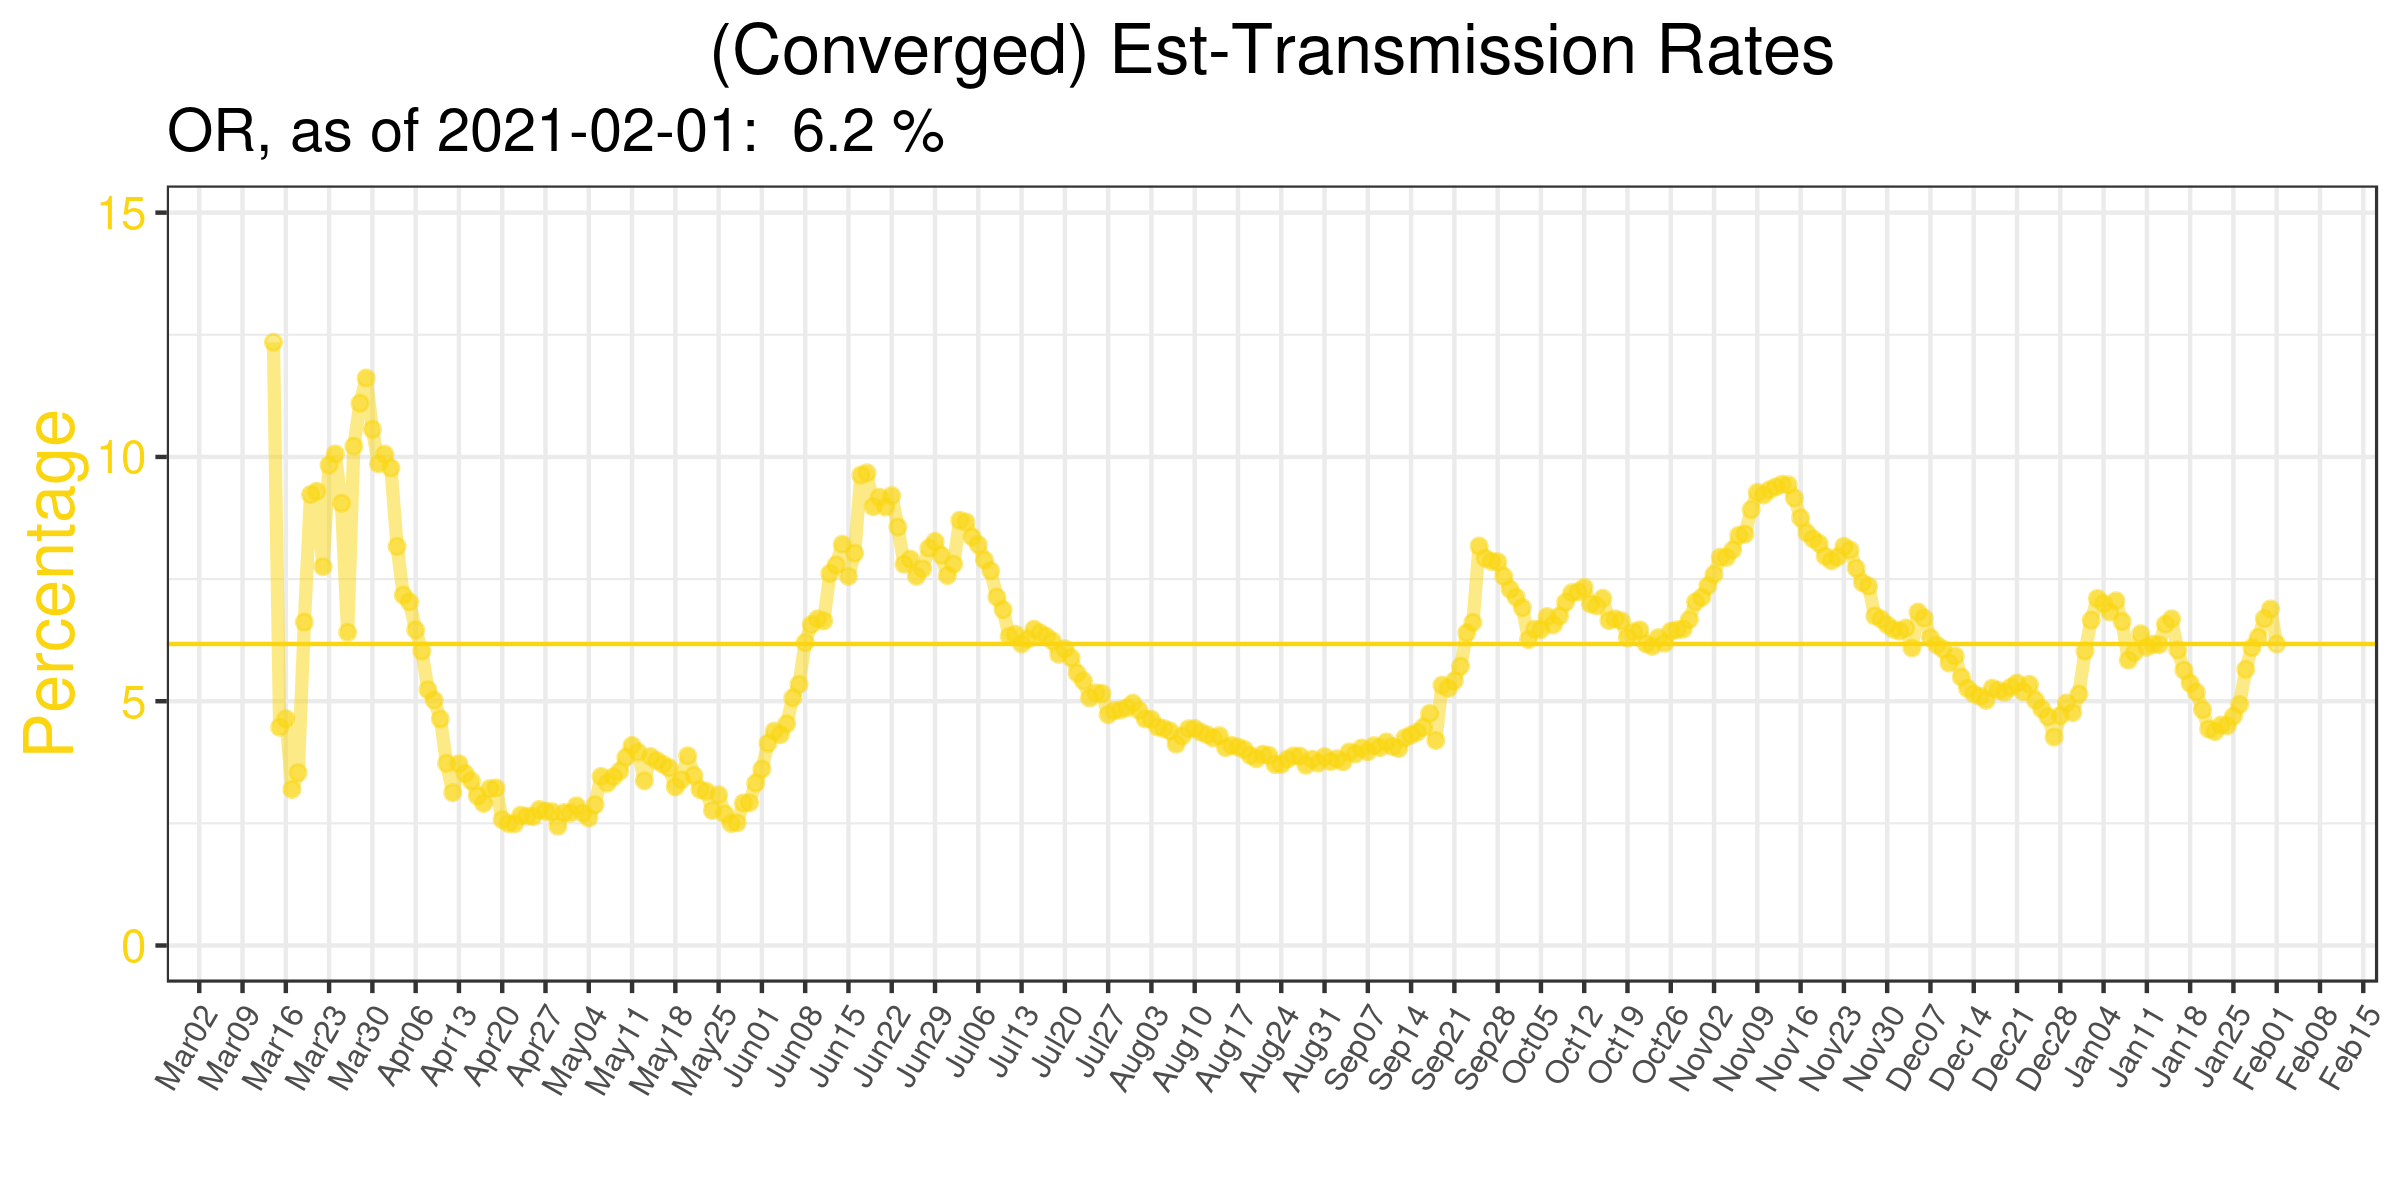 (Converged) Est-Transmission Rates
OR, as of 2021-02-01:  6.2 %
Percentage
15
10
5
0
Mar02
Mar09
Mar16
Mar23
Mar30
Apr06
Apr13
Apr20
Apr27
May04
May11
May18
May25
Jun01
Jun08
Jun15
Jun22
Jun29
Jul06
Jul13
Jul20
Jul27
Aug03
Aug10
Aug17
Aug24
Aug31
Sep07
Sep14
Sep21
Sep28
Oct05
Oct12
Oct19
Oct26
Nov02
Nov09
Nov16
Nov23
Nov30
Dec07
Dec14
Dec21
Dec28
Jan04
Jan11
Jan18
Jan25
Feb01
Feb08
Feb15